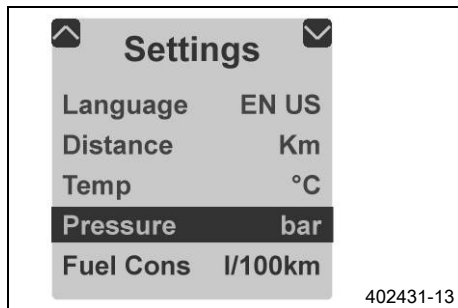 Settings
Language EN US
Distance Km
Temp °C
Pressure bar
Fuel Cons l/100km
402431-13